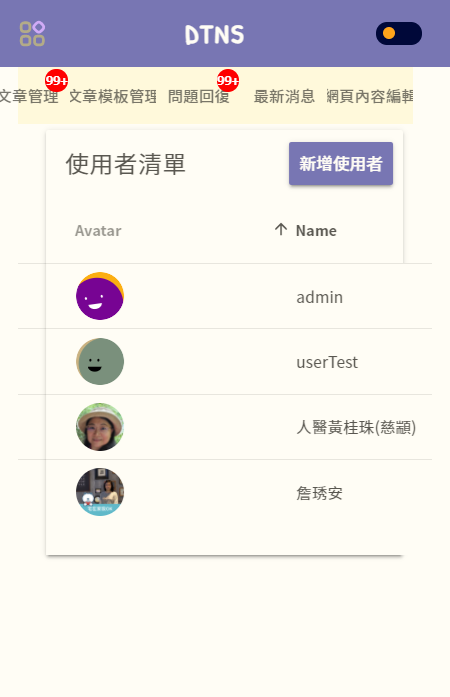 DTNS
99+
99+
文章管理
文章模板管理
問題回復
最新消息
網頁內容編輯
使用者清單
新增使用者
Avatar
Name
admin
userTest
人醫黃桂珠(慈顓)
詹琇安